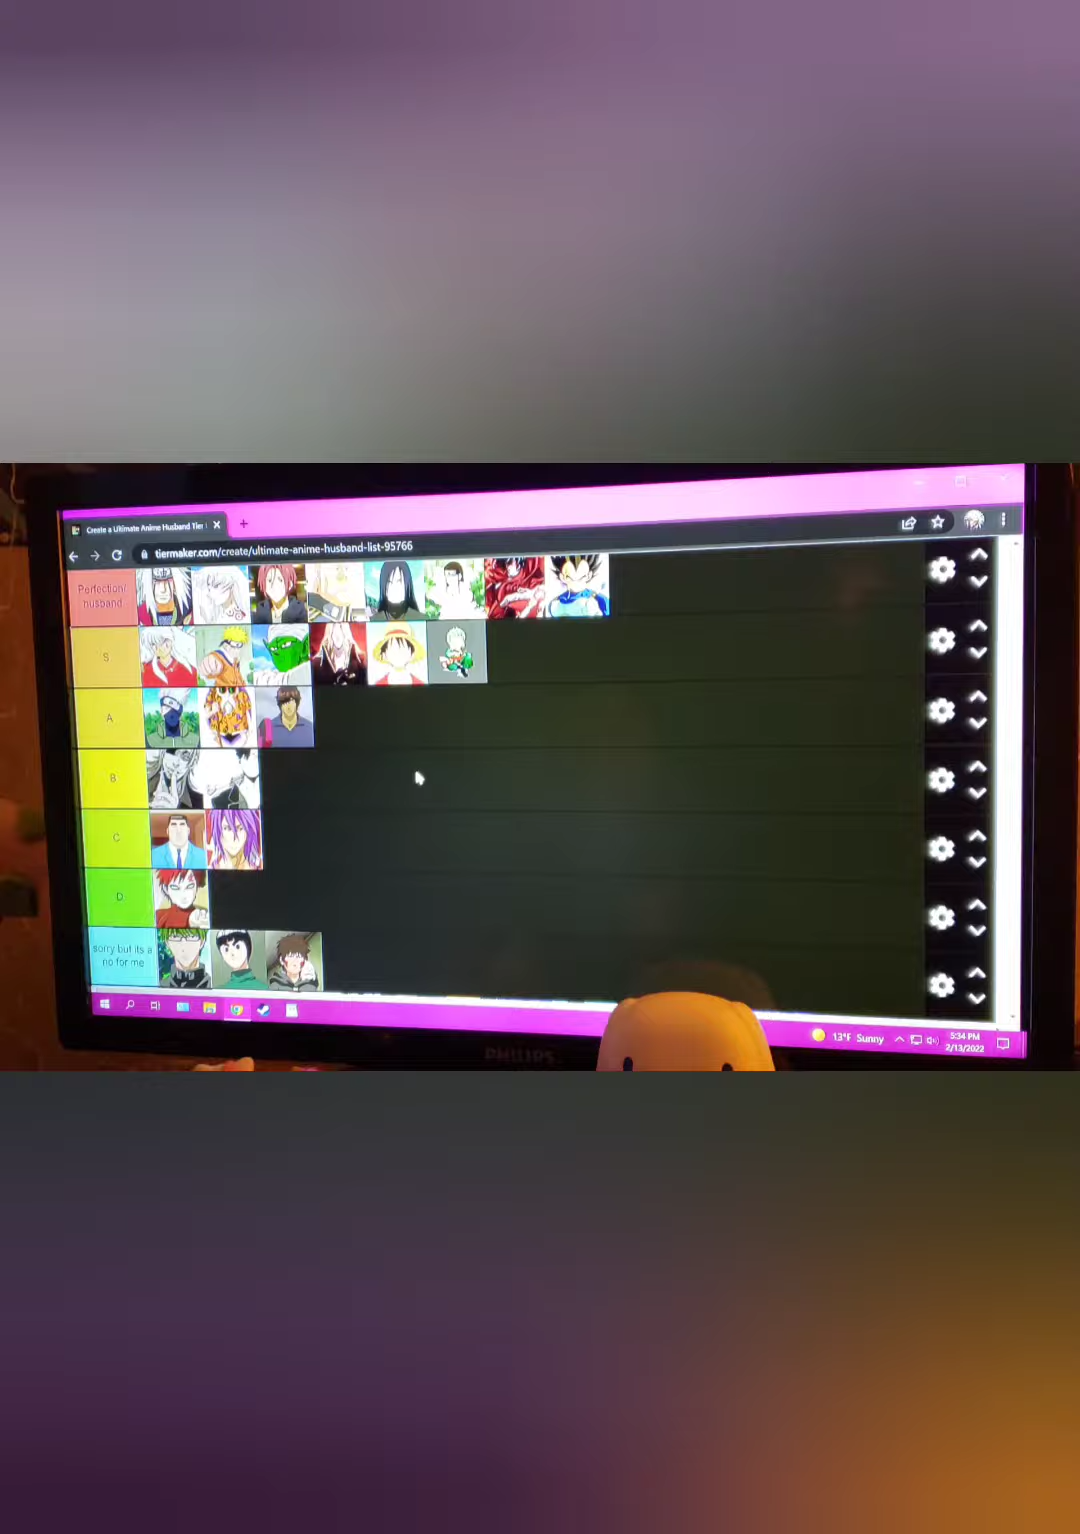 Create a Ultimate Anime Husband Tier
tiermaker.com/create/ultimate-anime-husband-list-95766
Perfection/
husband
S
A
B
C
D
sorry but its a
no for me
13°F Sunny
5:34 PM
2/13/2022
PHILIPS